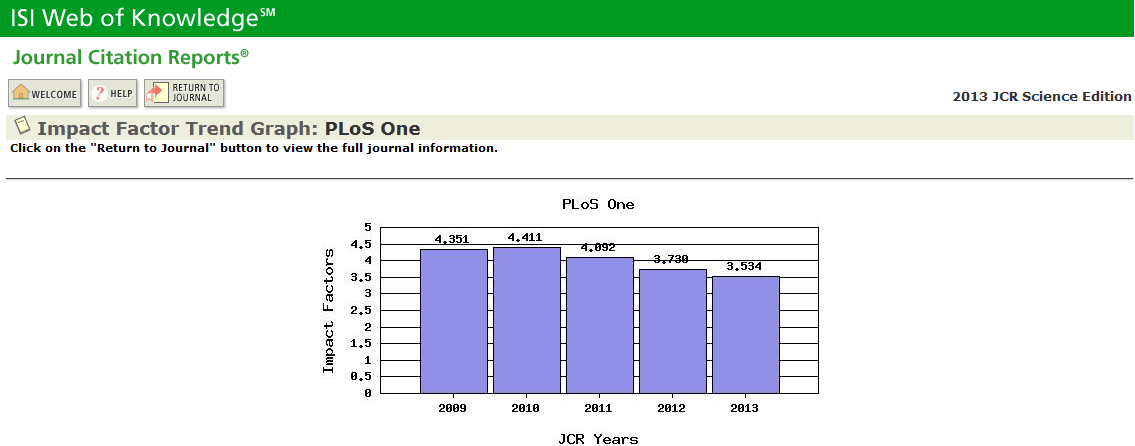 ISI Web of Knowledge℠
Journal Citation Reports®
WELCOME
? HELP
RETURN TO
JOURNAL
2013 JCR Science Edition
Impact Factor Trend Graph: PLoS One
Click on the "Return to Journal" button to view the full journal information.
PLoS One
Impact Factors
5
4.5
4
3.5
3
2.5
2
1.5
1
0.5
0
4.351 4.411 4.092 3.730 3.534
2009 2010 2011 2012 2013
JCR Years